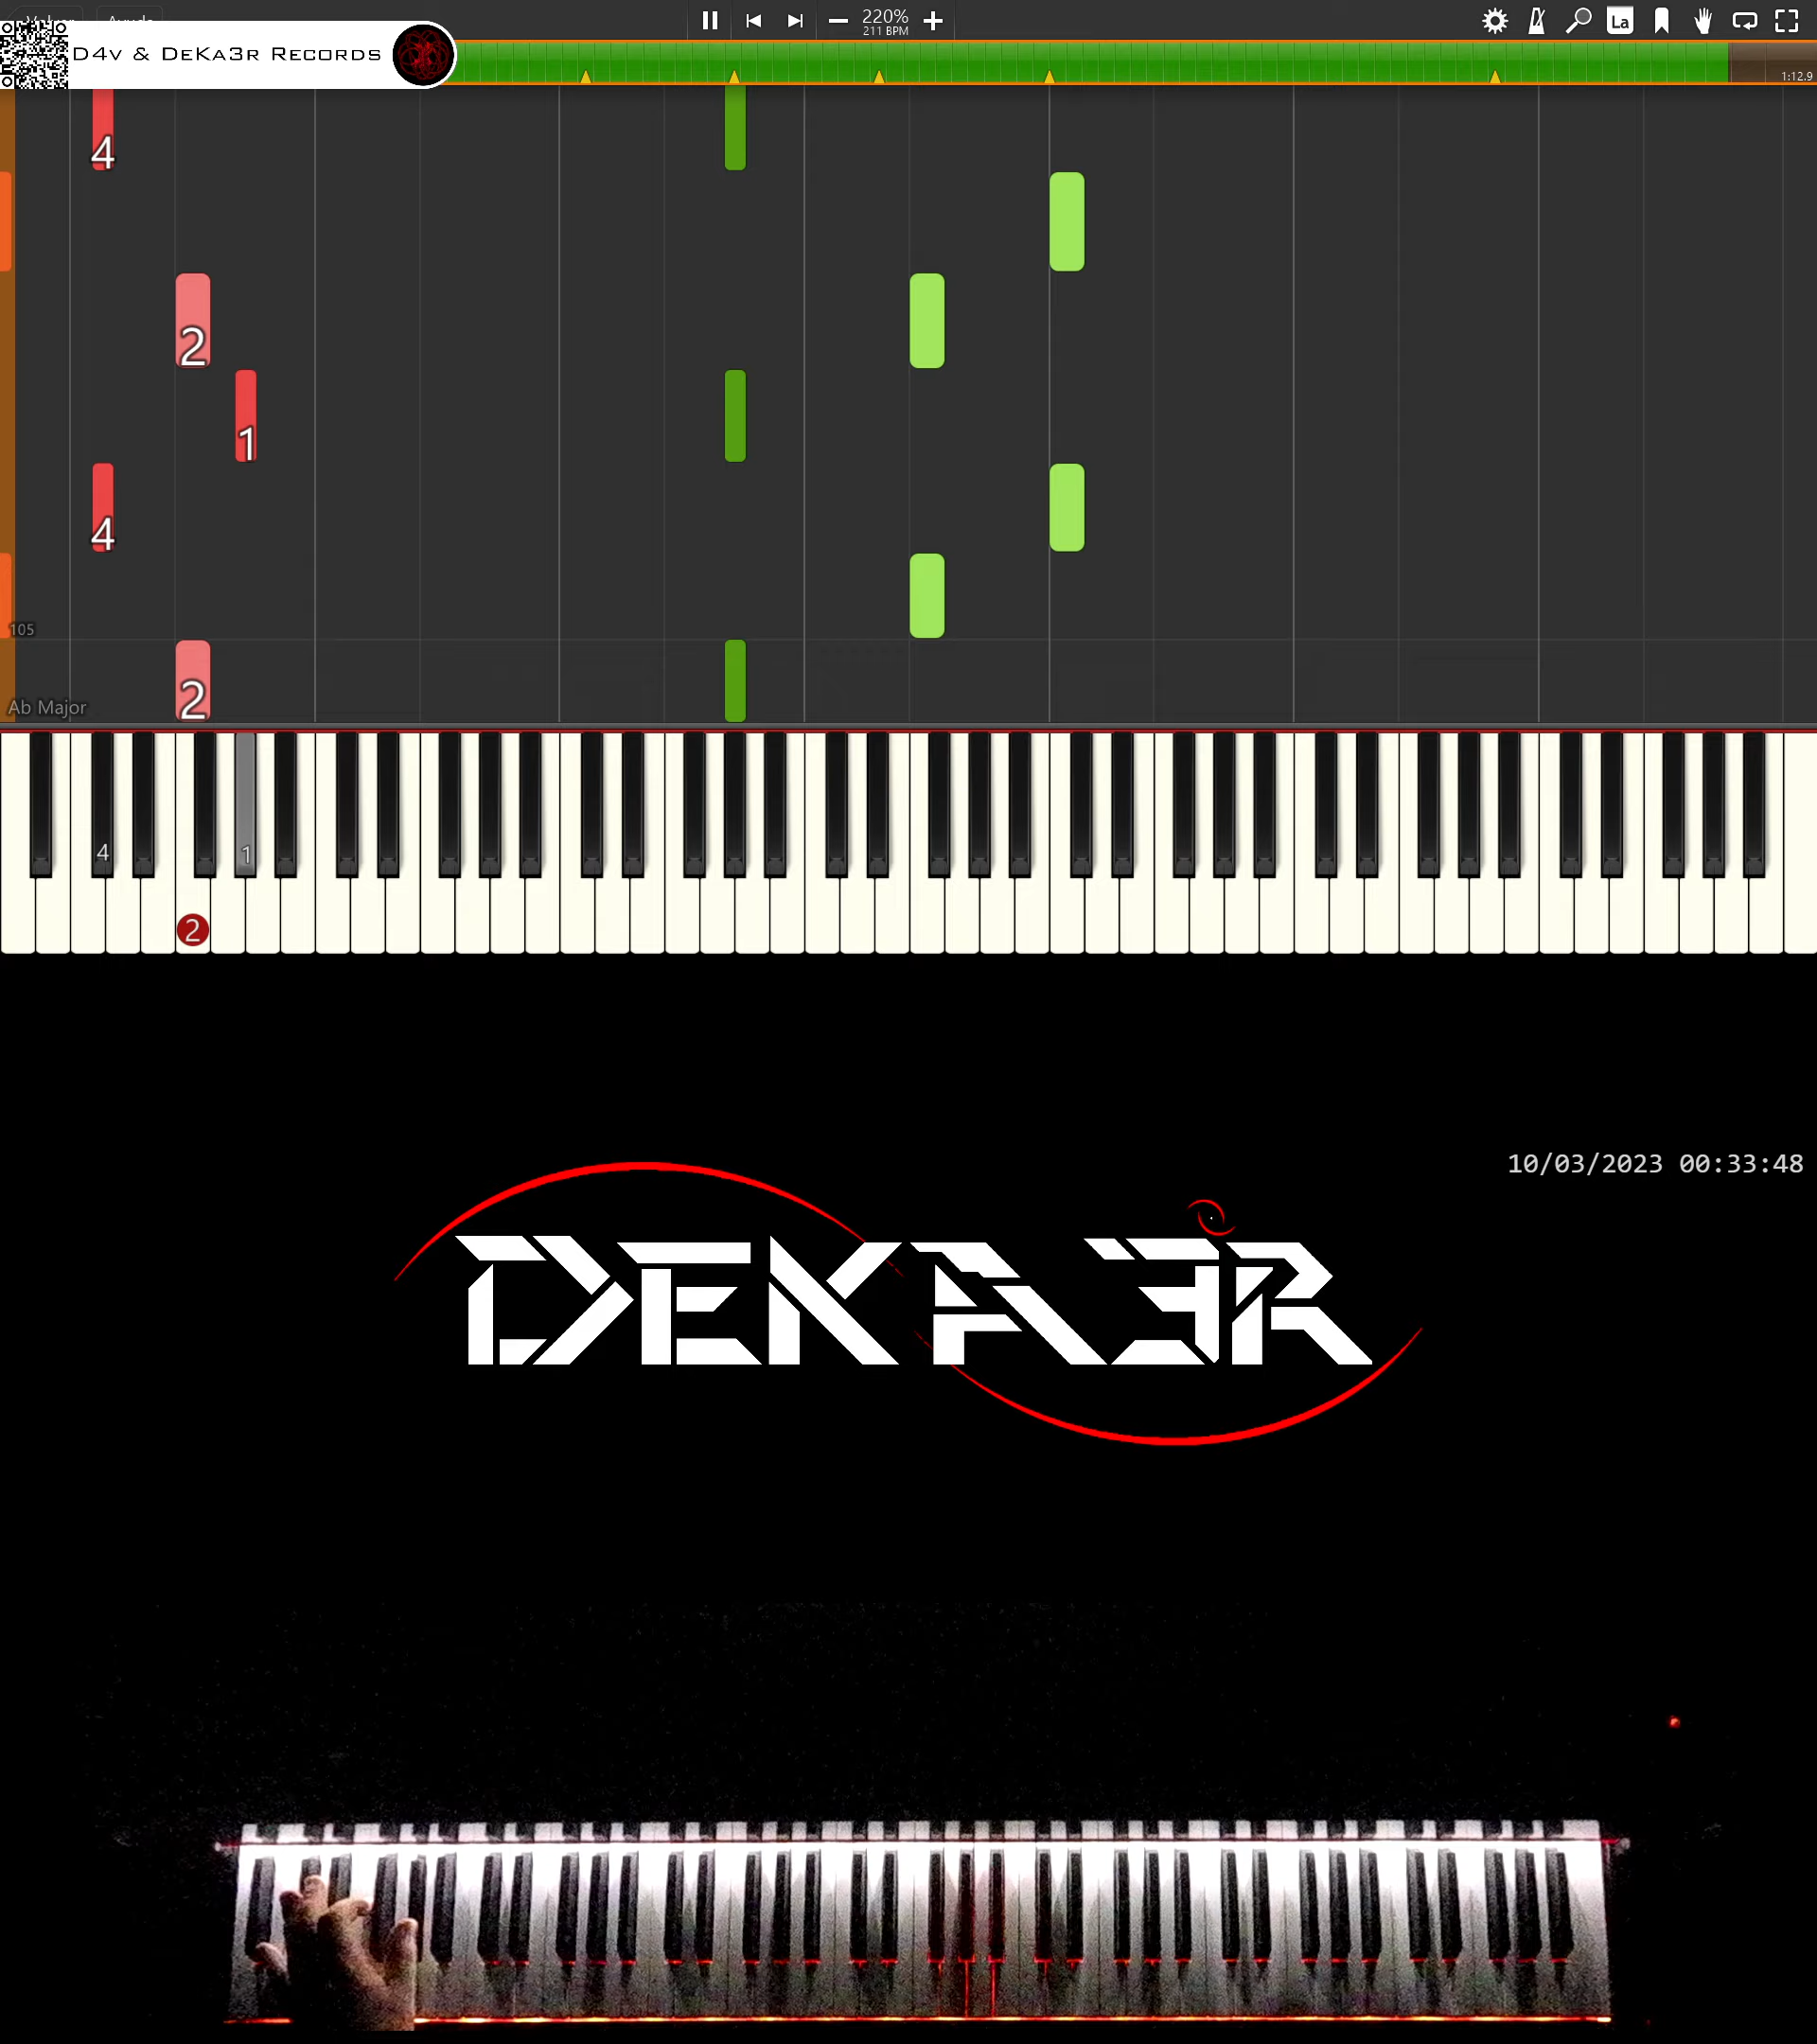 220%
211 BPM
La
D4v & DeKa3r Records
1:12.9
4
2
1
4
105
2
Ab Major
4
1
2
10/03/2023 00:33:48
DEKA3R